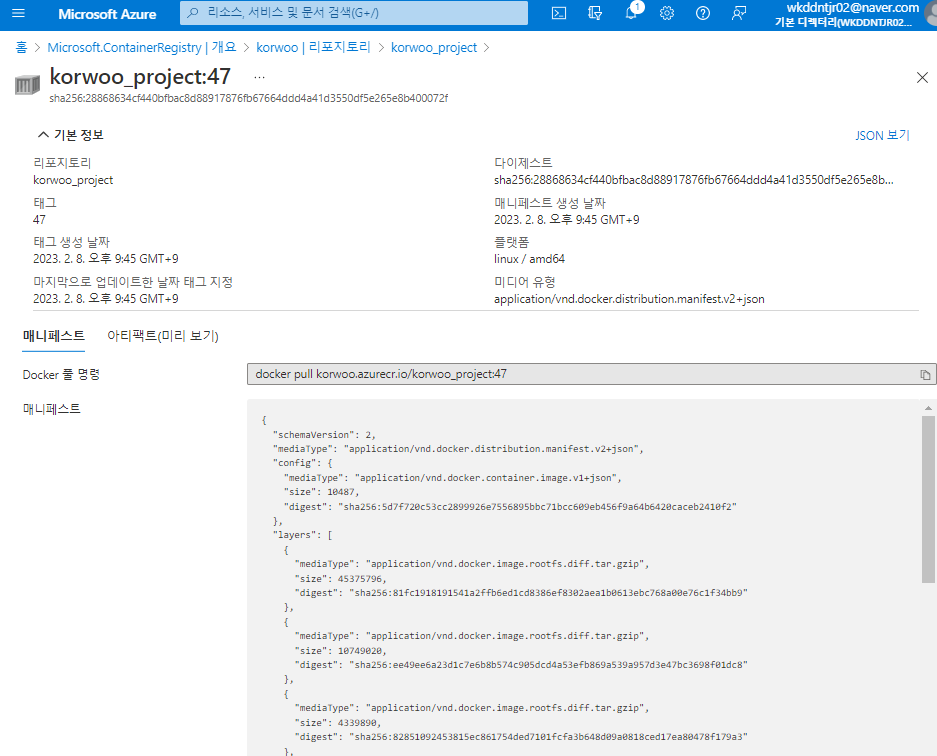 Microsoft Azure
리소스, 서비스 및 문서 검색(G+/)
1
wkddntjr02@naver.com
기본 디렉터리(WKDDNTJR02...
홈 > Microsoft.ContainerRegistry | 개요 > korwoo | 리포지토리 > korwoo_project >
korwoo_project:47 ...
sha256:28868634cf440bfbac8d88917876fb67664ddd4a41d3550df5e265e8b400072f
기본 정보
JSON 보기
리포지토리
korwoo_project
다이제스트
sha256:28868634cf440bfbac8d88917876fb67664ddd4a41d3550df5e265e8b...
태그
47
매니페스트 생성 날짜
2023. 2. 8. 오후 9:45 GMT+9
태그 생성 날짜
2023. 2. 8. 오후 9:45 GMT+9
플랫폼
linux / amd64
마지막으로 업데이트한 날짜 태그 지정
2023. 2. 8. 오후 9:45 GMT+9
미디어 유형
application/vnd.docker.distribution.manifest.v2+json
매니페스트
아티팩트(미리 보기)
Docker 풀 명령
docker pull korwoo.azurecr.io/korwoo_project:47
매니페스트
{
"schemaVersion": 2,
"mediaType": "application/vnd.docker.distribution.manifest.v2+json",
"config": {
"mediaType": "application/vnd.docker.container.image.v1+json",
"size": 10487,
"digest": "sha256:5d7f720c53cc2899926e7556895bbc71bcc609eb456f9a64b6420caceb2410f2"
},
"layers": [
{
"mediaType": "application/vnd.docker.image.rootfs.diff.tar.gzip",
"size": 45375796,
"digest": "sha256:81fc1918191541a2ffb6ed1cd8386ef8302aea1b0613ebc768a00e76c1f34bb9"
},
{
"mediaType": "application/vnd.docker.image.rootfs.diff.tar.gzip",
"size": 10749020,
"digest": "sha256:ee49ee6a23d1c7e6b8b574c905dcd4a53efb869a539a957d3e47bc3698f01dc8"
},
{
"mediaType": "application/vnd.docker.image.rootfs.diff.tar.gzip",
"size": 4339890,
"digest": "sha256:82851092453815ec861754ded7101fcfa3b648d09a0818ced17ea80478f179a3"
},